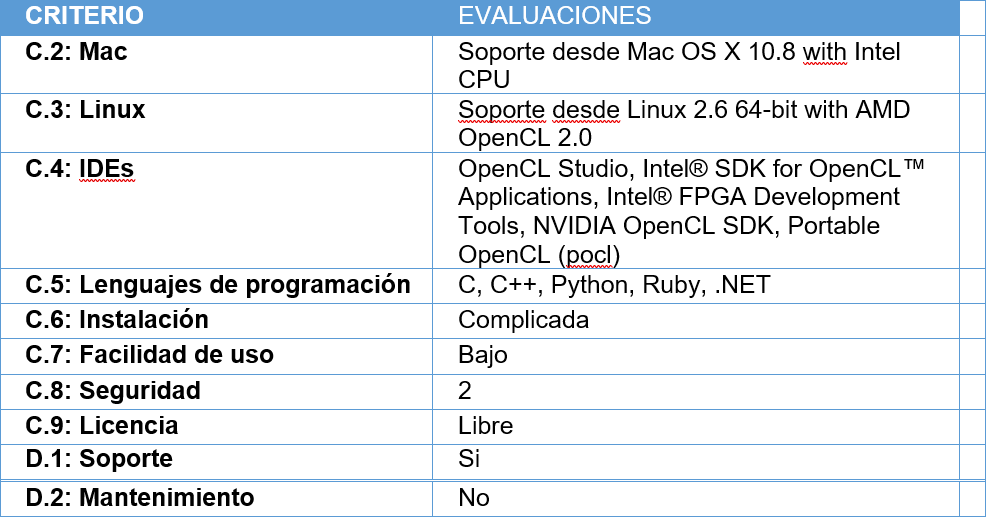 CRITERIO EVALUACIONES
C.2: Mac Soporte desde Mac OS X 10.8 with Intel
CPU
C.3: Linux Soporte desde Linux 2.6 64-bit with AMD
OpenCL 2.0
C.4: IDEs OpenCL Studio, Intel® SDK for OpenCL™
Applications, Intel® FPGA Development
Tools, NVIDIA OpenCL SDK, Portable
OpenCL (pocl)
C.5: Lenguajes de programación C, C++, Python, Ruby, .NET
C.6: Instalación Complicada
C.7: Facilidad de uso Bajo
C.8: Seguridad 2
C.9: Licencia Libre
D.1: Soporte Si
D.2: Mantenimiento No